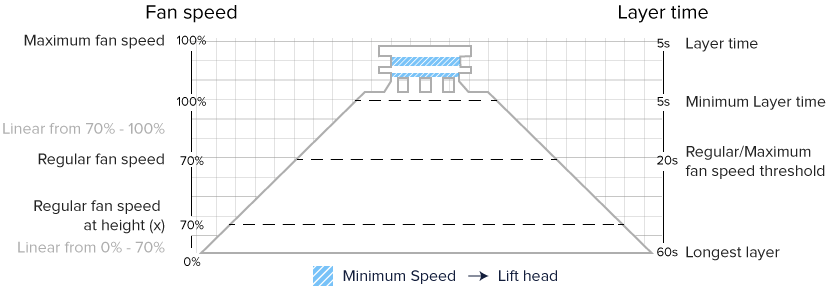 Fan speed
Layer time
Maximum fan speed 100% 5s Layer time
100% 5s Minimum Layer time
Linear from 70% - 100%
Regular fan speed 70% 20s Regular/Maximum
fan speed threshold
Regular fan speed
at height (x) 70%
Linear from 0% - 70%
0% 60s Longest layer
Minimum Speed → Lift head